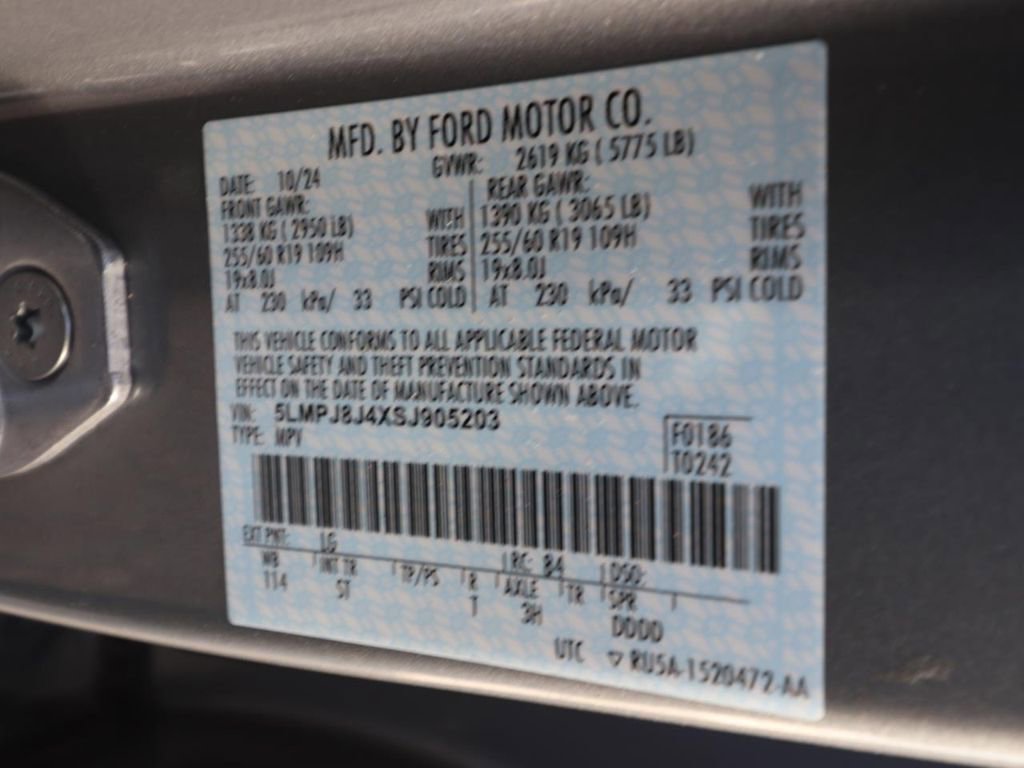 MFD. BY FORD MOTOR CO.
DATE: 10/24 GVWR: 2619 KG ( 5775 LB)
FRONT GAWR: REAR GAWR:
1338 KG ( 2950 LB) WITH 1390 KG ( 3065 LB) WITH
255/60 R19 109H TIRES 255/60 R19 109H TIRES
19x8.0J RIMS 19x8.0J RIMS
AT 230 kPa/ 33 PSI COLD AT 230 kPa/ 33 PSI COLD
THIS VEHICLE CONFORMS TO ALL APPLICABLE FEDERAL MOTOR
VEHICLE SAFETY AND THEFT PREVENTION STANDARDS IN
EFFECT ON THE DATE OF MANUFACTURE SHOWN ABOVE.
VIN: 5LMPJ8J4XSJ905203
TYPE: MPV
F0186
T0242
EXT PNT: LG RC: 84 DSO:
WB INT TR TP/PS R AXLE TR SPR
114 ST T 3H DDDD
UTC ▽ RU5A-1520472-AA